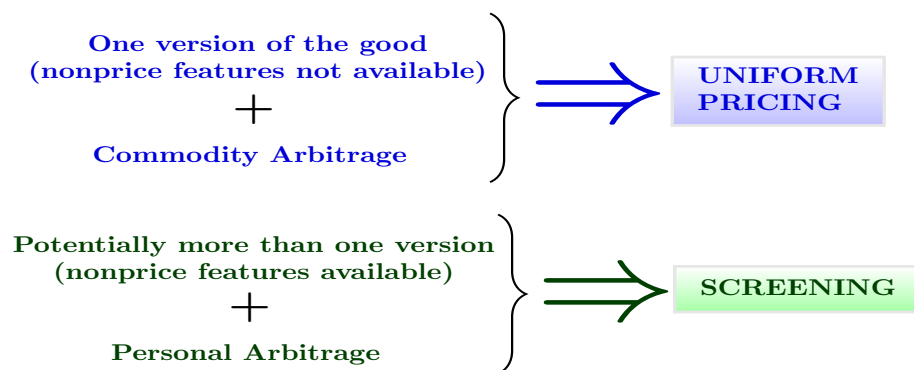 One version of the good
(nonprice features not available)
+
Commodity Arbitrage
UNIFORM
PRICING
Potentially more than one version
(nonprice features available)
+
Personal Arbitrage
SCREENING